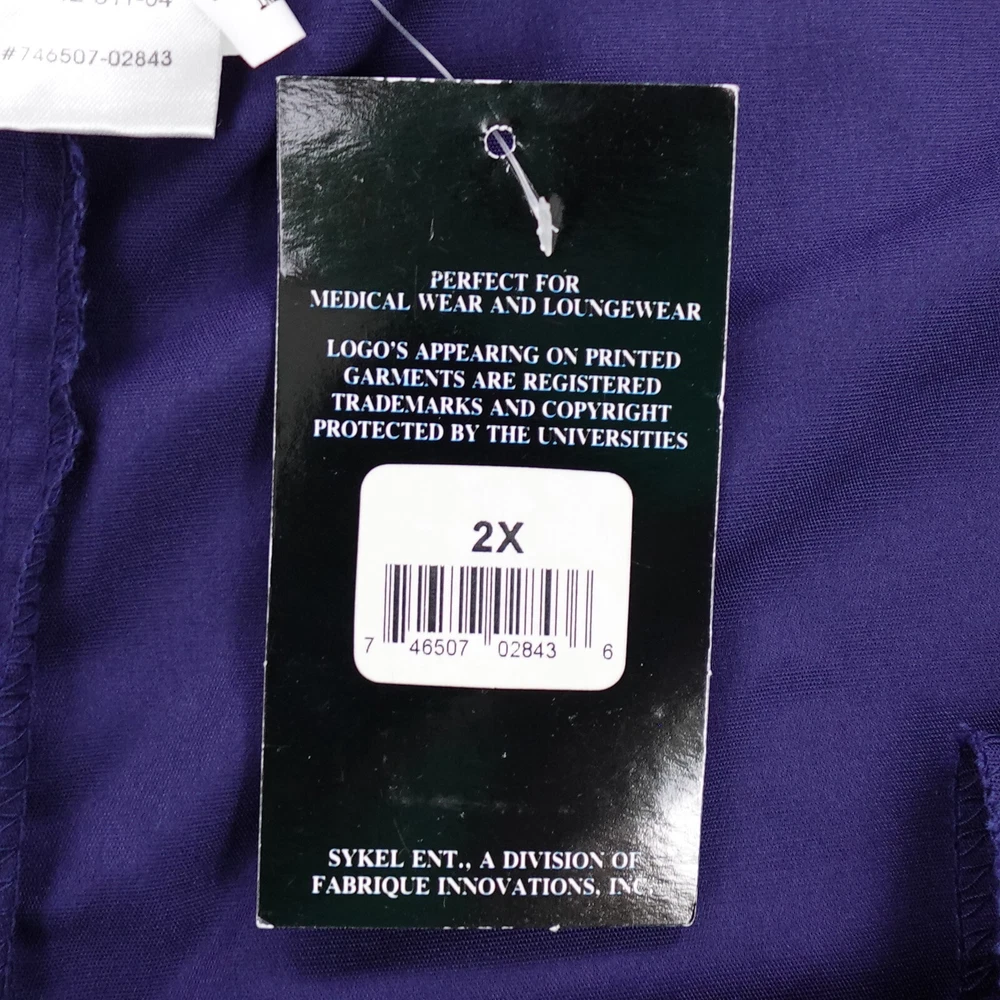 #746507-02843
PERFECT FOR
MEDICAL WEAR AND LOUNGEWEAR
LOGO'S APPEARING ON PRINTED
GARMENTS ARE REGISTERED
TRADEMARKS AND COPYRIGHT
PROTECTED BY THE UNIVERSITIES
2X
7 46507 02843 6
SYKEL ENT., A DIVISION OF
FABRIQUE INNOVATIONS, INC.